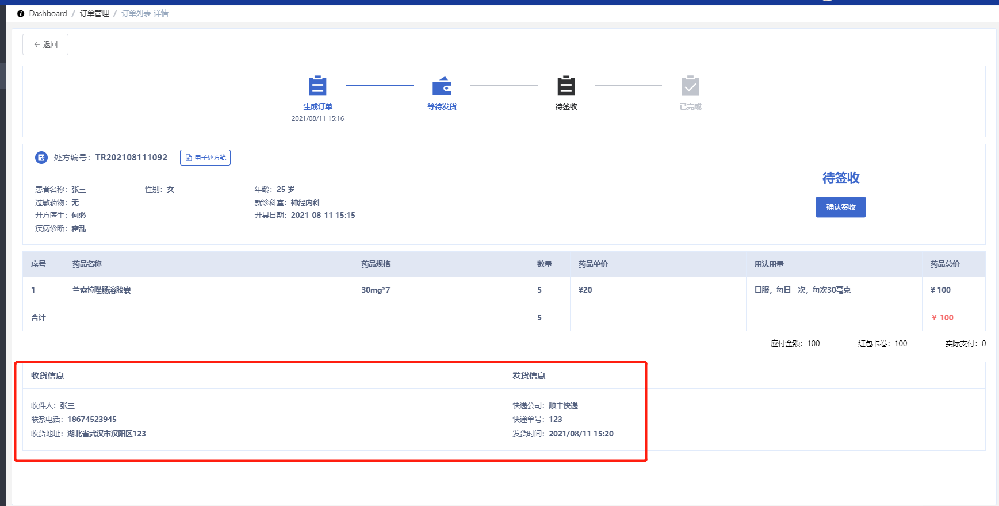 Dashboard / 订单管理 / 订单列表-详情
← 返回
生成订单 等待发货 待签收 已完成
2021/08/11 15:16
处方编号：TR202108111092 电子处方笺
患者名称：张三 性别：女 年龄：25 岁
过敏药物：无 就诊科室：神经内科
开方医生：何必 开具日期：2021-08-11 15:15
疾病诊断：霍乱
待签收
确认签收
序号 药品名称 药品规格 数量 药品单价 用法用量 药品总价
1 兰索拉唑肠溶胶囊 30mg*7 5 ¥20 口服，每日一次，每次30毫克 ¥ 100
合计 5 ¥ 100
应付金额：100 红包卡卷：100 实际支付：0
收货信息 发货信息
收件人：张三 快递公司：顺丰快递
联系电话：18674523945 快递单号：123
收货地址：湖北省武汉市汉阳区123 发货时间：2021/08/11 15:20